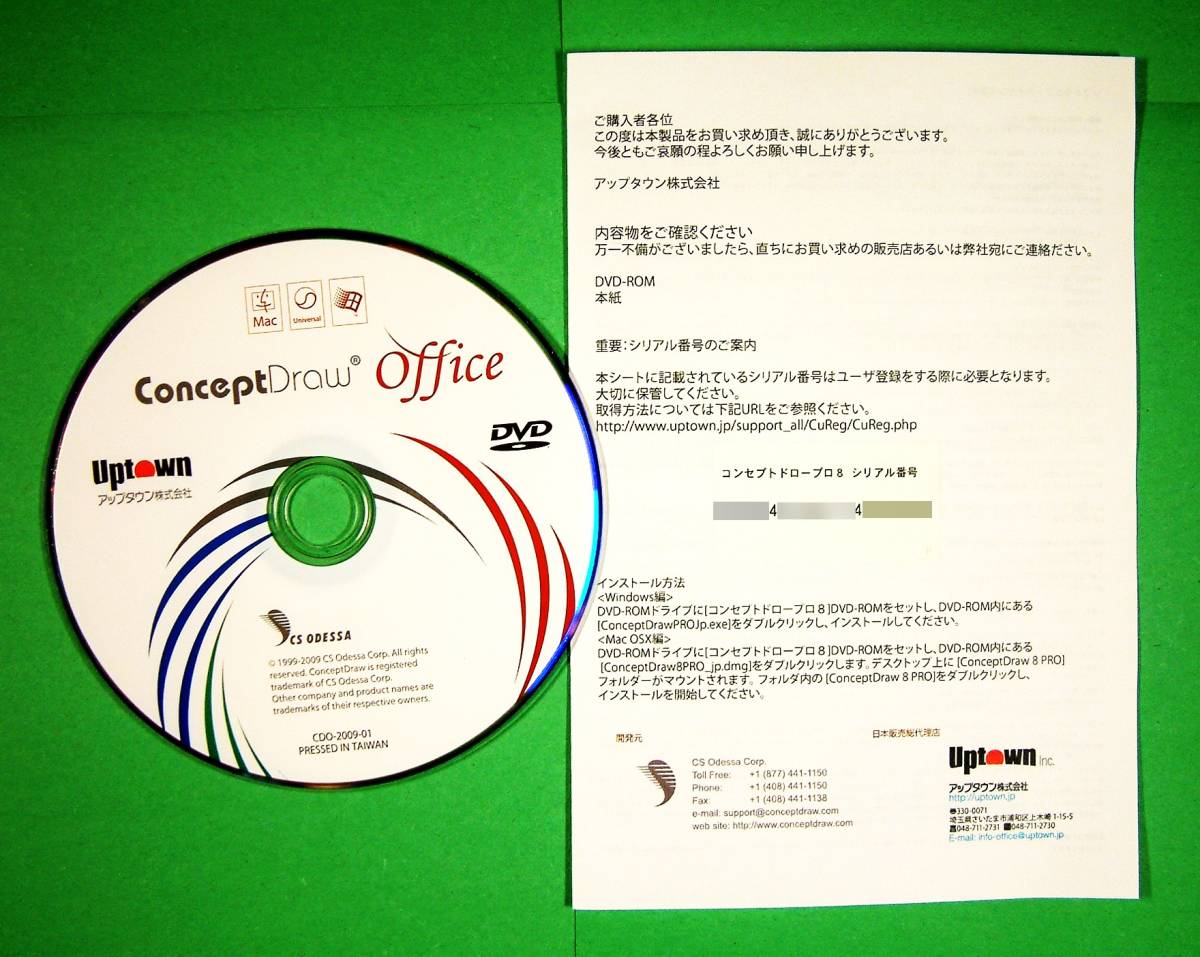 Mac
Universal
ConceptDraw® Office
DVD
Uptown
アップタウン株式会社
CS ODESSA
© 1999-2009 CS Odessa Corp. All rights
reserved. ConceptDraw is registered
trademark of CS Odessa Corp.
Other company and product names are
trademarks of their respective owners.
CDO-2009-01
PRESSED IN TAIWAN
ご購入者各位
この度は本製品をお買い求め頂き、誠にありがとうございます。
今後ともご哀願の程よろしくお願い申し上げます。
アップタウン株式会社
内容物をご確認ください
万一不備がございましたら、直ちにお買い求めの販売店あるいは弊社宛にご連絡ださい。
DVD-ROM
本紙
重要：シリアル番号のご案内
本シートに記載されているシリアル番号はユーザ登録をする際に必要となります。
大切に保管してください。
取得方法については下記URLをご参照ください。
http://www.uptown.jp/support_all/CuReg/CuReg.php
コンセプトドロープロ８ シリアル番号
4 4
インストール方法
<Windows編>
DVD-ROMドライブに[コンセプトドロープロ８]DVD-ROMをセットし、DVD-ROM内にある
[ConceptDrawPROJp.exe]をダブルクリックし、インストールしてください。
<Mac OSX編>
DVD-ROMドライブに[コンセプトドロープロ８]DVD-ROMをセットし、DVD-ROM内にある
[ConceptDraw8PRO_jp.dmg]をダブルクリックします。デスクトップ上に [ConceptDraw 8 PRO]
フォルダーがマウントされます。フォルダ内の [ConceptDraw 8 PRO]をダブルクリックし、
インストールを開始してください。
開発元
CS Odessa Corp.
Toll Free: +1 (877) 441-1150
Phone: +1 (408) 441-1150
Fax: +1 (408) 441-1138
e-mail: support@conceptdraw.com
web site: http://www.conceptdraw.com
日本販売総代理店
Uptown Inc.
アップタウン株式会社
http://uptown.jp
〠330-0071
埼玉県さいたま市浦和区上木崎 1-15-5
048-711-2731 048-711-2730
E-mail: info-office@uptown.jp